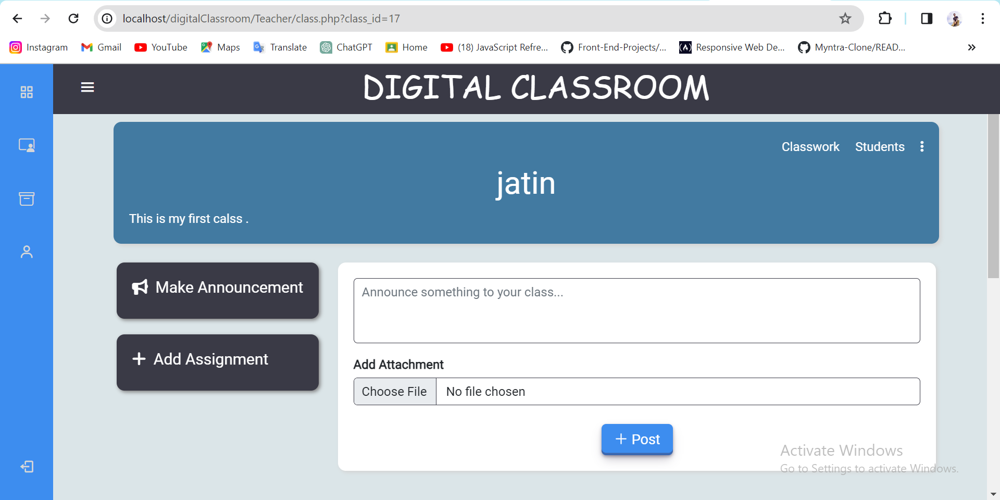 localhost/digitalClassroom/Teacher/class.php?class_id=17
Instagram Gmail YouTube Maps Translate ChatGPT Home (18) JavaScript Refre... Front-End-Projects/... Responsive Web De... Myntra-Clone/READ... »
DIGITAL CLASSROOM
Classwork Students
jatin
This is my first calss .
Make Announcement
Announce something to your class...
Add Assignment
Add Attachment
Choose File No file chosen
+ Post
Activate Windows
Go to Settings to activate Windows.